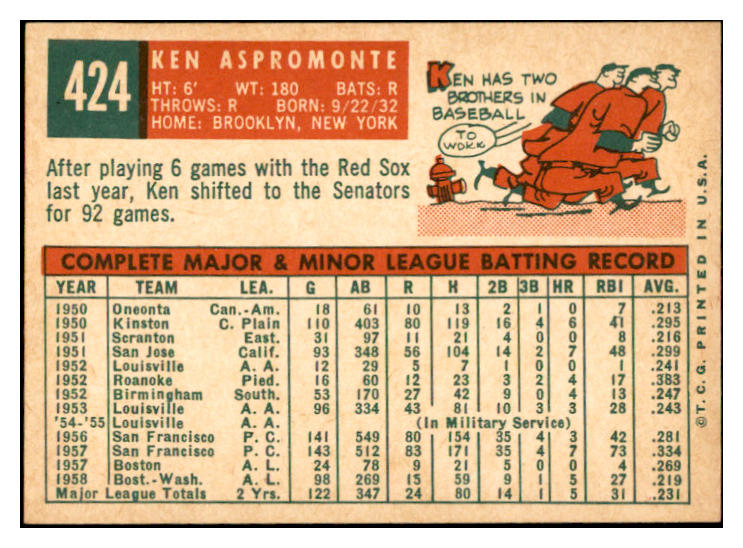 424
KEN ASPROMONTE
HT: 6' WT: 180 BATS: R
THROWS: R BORN: 9/22/32
HOME: BROOKLYN, NEW YORK
After playing 6 games with the Red Sox
last year, Ken shifted to the Senators
for 92 games.
KEN HAS TWO
BROTHERS IN
BASEBALL
TO
WORK
COMPLETE MAJOR & MINOR LEAGUE BATTING RECORD
YEAR TEAM LEA. G AB R H 2B 3B HR RBI AVG.
1950 Oneonta Can.-Am. 18 61 10 13 2 1 0 7 .213
1950 Kinston C. Plain 110 403 80 119 16 4 6 41 .295
1951 Scranton East. 31 97 11 21 4 0 0 8 .216
1951 San Jose Calif. 93 348 56 104 14 2 7 48 .299
1952 Louisville A. A. 12 29 5 7 1 0 0 1 .241
1952 Roanoke Pied. 16 60 12 23 3 2 4 17 .383
1952 Birmingham South. 53 170 27 42 9 0 4 13 .247
1953 Louisville A. A. 96 334 43 81 10 3 3 28 .243
'54-'55 Louisville A. A. (In Military Service)
1956 San Francisco P. C. 141 549 80 154 35 4 3 42 .281
1957 San Francisco P. C. 143 512 83 171 35 4 7 73 .334
1957 Boston A. L. 24 78 9 21 5 0 0 4 .269
1958 Bost.-Wash. A. L. 98 269 15 59 9 1 5 27 .219
Major League Totals 2 Yrs. 122 347 24 80 14 1 5 31 .231
©T.C.G. PRINTED IN U.S.A.